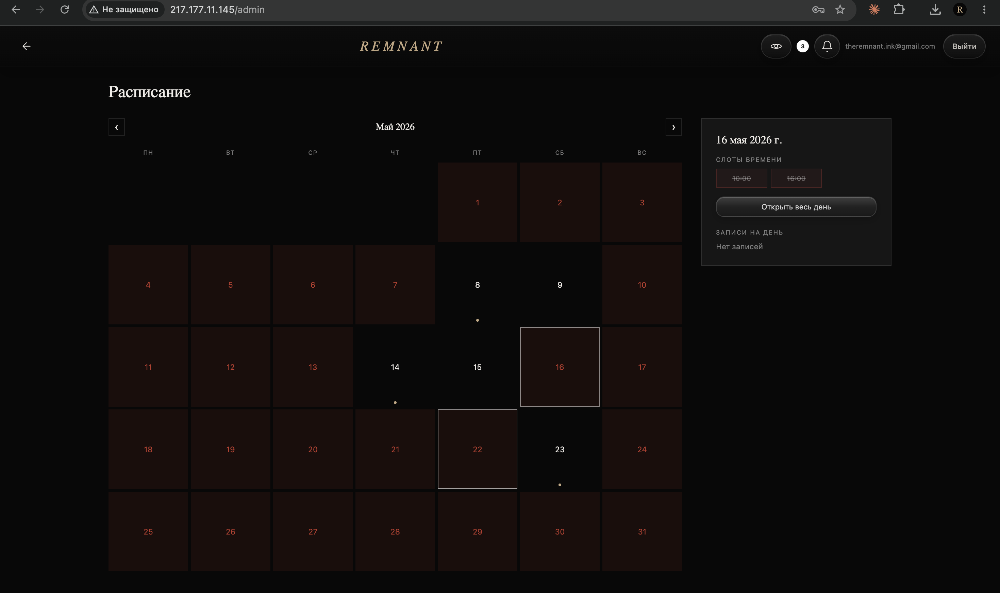 Не защищено 217.177.11.145/admin R
REMNANT 3 theremnant.ink@gmail.com Выйти
Расписание
‹ Май 2026 ›
ПН ВТ СР ЧТ ПТ СБ ВС
1 2 3
4 5 6 7 8 9 10
11 12 13 14 15 16 17
18 19 20 21 22 23 24
25 26 27 28 29 30 31
16 мая 2026 г.
СЛОТЫ ВРЕМЕНИ
10:00 16:00
Открыть весь день
ЗАПИСИ НА ДЕНЬ
Нет записей